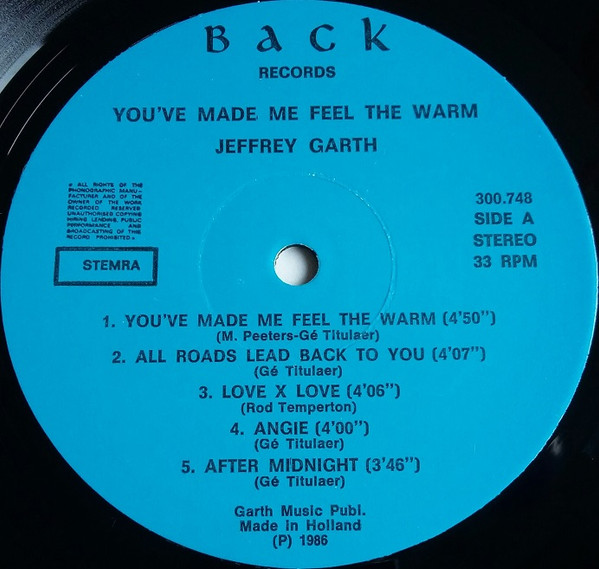 BACK
RECORDS
YOU'VE MADE ME FEEL THE WARM
JEFFREY GARTH
ALL RIGHTS OF THE
PHONOGRAPHIC MANU-
FACTURER AND OF THE
OWNER OF THE WORK
RECORDED RESERVED.
UNAUTHORISED COPYING
HIRING LENDING, PUBLIC
PERFORMANCE AND
BROADCASTING OF THIS
RECORD PROHIBITED.
STEMRA
300.748
SIDE A
STEREO
33 RPM
1. YOU'VE MADE ME FEEL THE WARM (4'50")
(M. Peeters-Gé Titulaer)
2. ALL ROADS LEAD BACK TO YOU (4'07")
(Gé Titulaer)
3. LOVE X LOVE (4'06")
(Rod Temperton)
4. ANGIE (4'00")
(Gé Titulaer)
5. AFTER MIDNIGHT (3'46")
(Gé Titulaer)
Garth Music Publ.
Made in Holland
(P) 1986